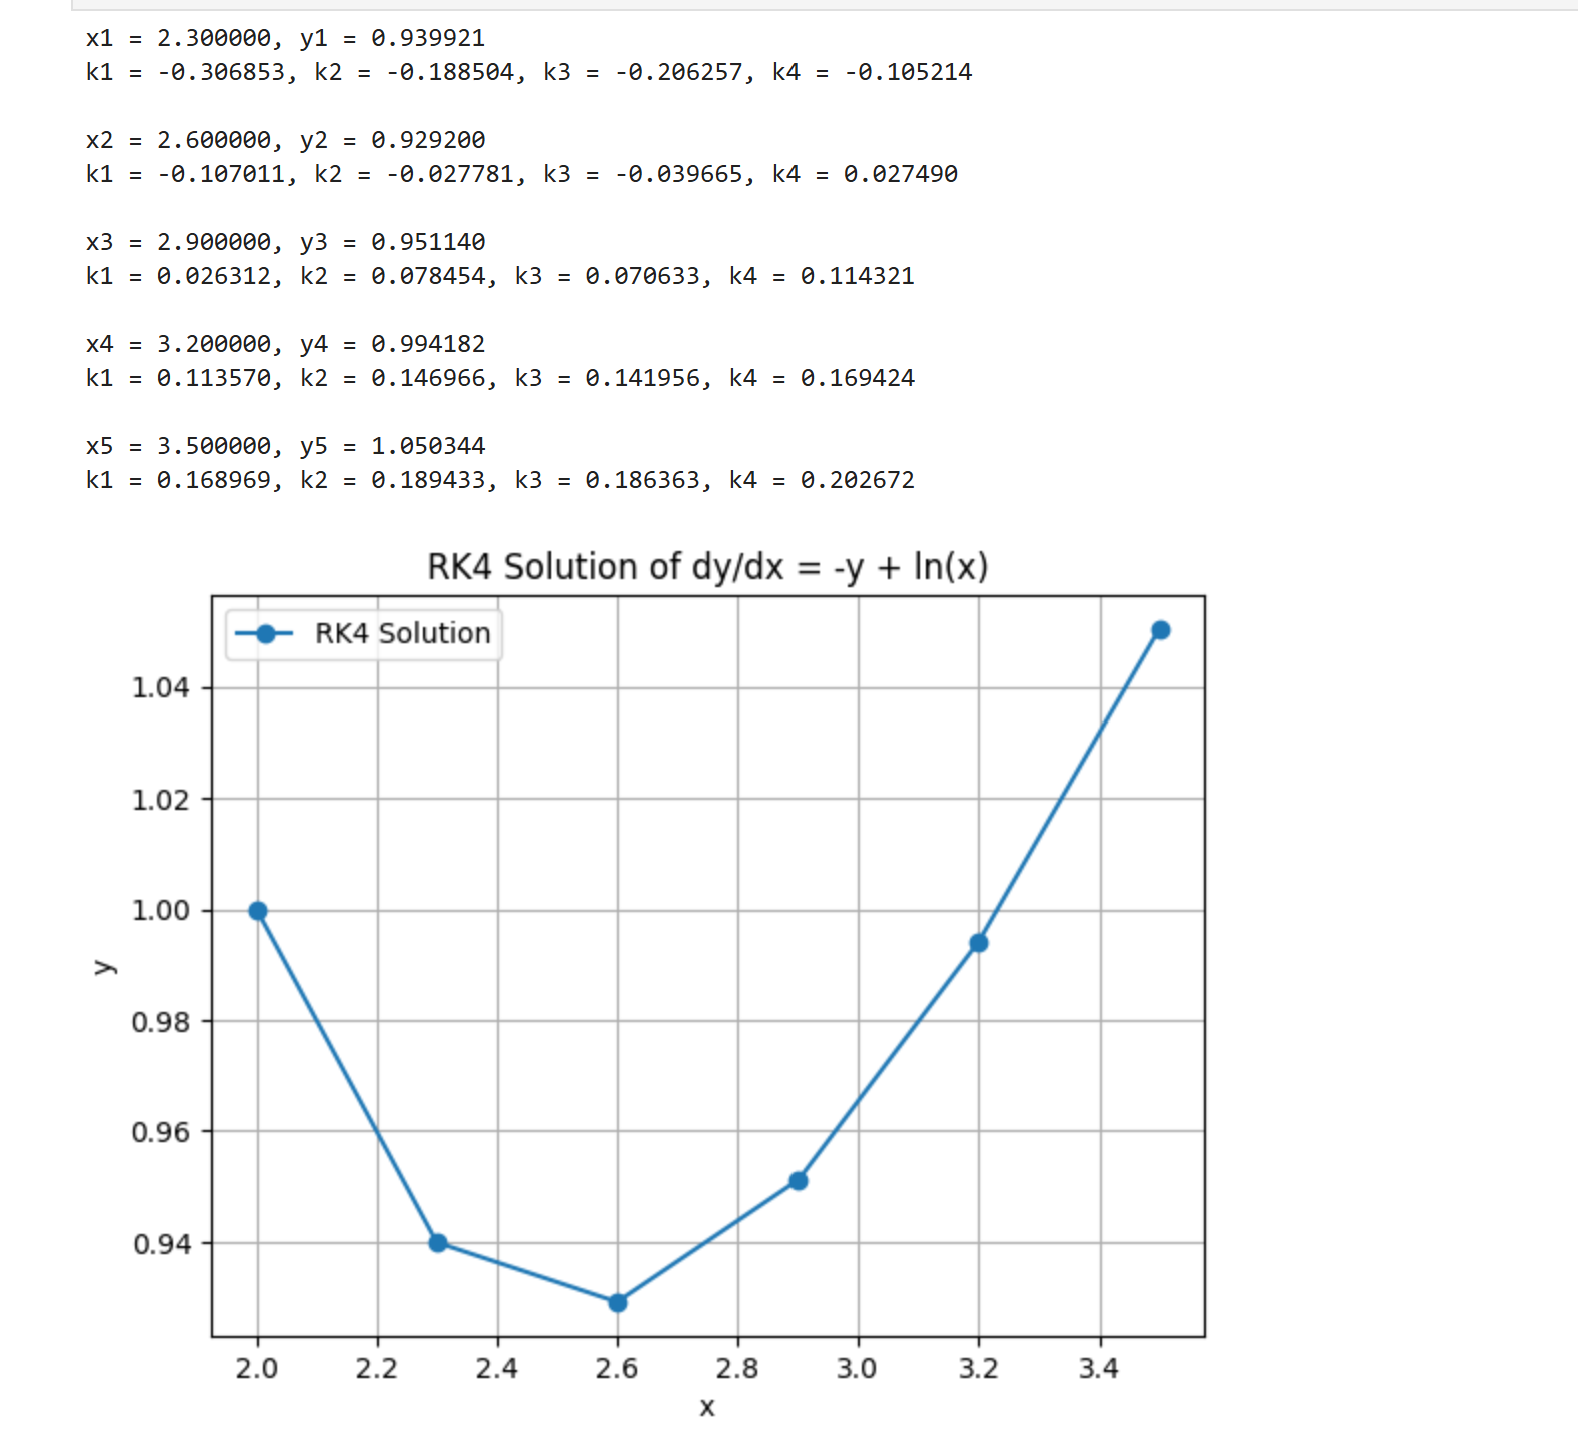 x1 = 2.300000, y1 = 0.939921
k1 = -0.306853, k2 = -0.188504, k3 = -0.206257, k4 = -0.105214
x2 = 2.600000, y2 = 0.929200
k1 = -0.107011, k2 = -0.027781, k3 = -0.039665, k4 = 0.027490
x3 = 2.900000, y3 = 0.951140
k1 = 0.026312, k2 = 0.078454, k3 = 0.070633, k4 = 0.114321
x4 = 3.200000, y4 = 0.994182
k1 = 0.113570, k2 = 0.146966, k3 = 0.141956, k4 = 0.169424
x5 = 3.500000, y5 = 1.050344
k1 = 0.168969, k2 = 0.189433, k3 = 0.186363, k4 = 0.202672
RK4 Solution of dy/dx = -y + ln(x)
RK4 Solution
1.04
1.02
1.00
0.98
0.96
0.94
y
2.0 2.2 2.4 2.6 2.8 3.0 3.2 3.4
x